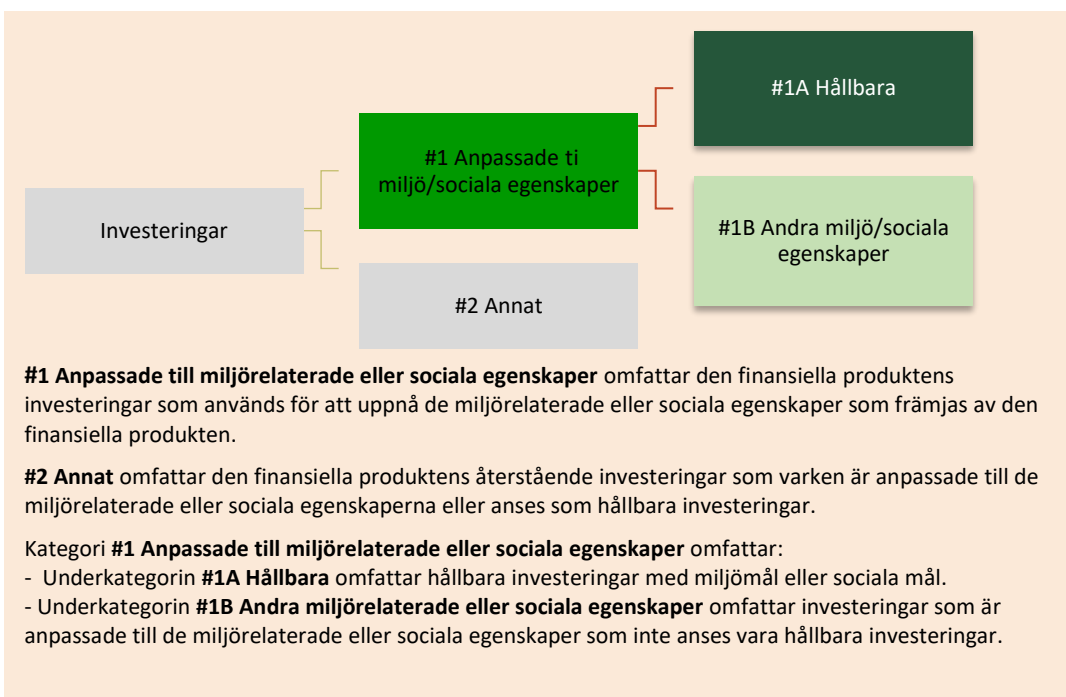 #1A Hållbara
#1 Anpassade ti
miljö/sociala egenskaper
Investeringar
#1B Andra miljö/sociala
egenskaper
#2 Annat
#1 Anpassade till miljörelaterade eller sociala egenskaper omfattar den finansiella produktens
investeringar som används för att uppnå de miljörelaterade eller sociala egenskaper som främjas av den
finansiella produkten.
#2 Annat omfattar den finansiella produktens återstående investeringar som varken är anpassade till de
miljörelaterade eller sociala egenskaperna eller anses som hållbara investeringar.
Kategori #1 Anpassade till miljörelaterade eller sociala egenskaper omfattar:
- Underkategorin #1A Hållbara omfattar hållbara investeringar med miljömål eller sociala mål.
- Underkategorin #1B Andra miljörelaterade eller sociala egenskaper omfattar investeringar som är
anpassade till de miljörelaterade eller sociala egenskaper som inte anses vara hållbara investeringar.